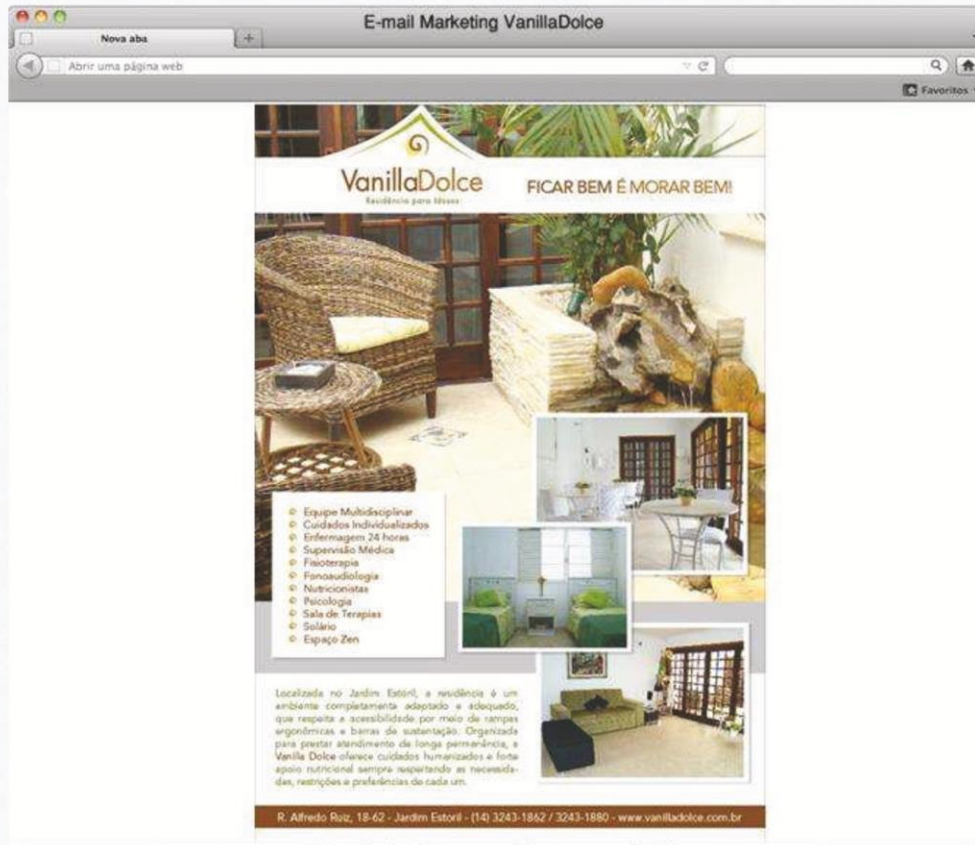 E-mail Marketing VanillaDolce
Nova aba
Abrir uma página web
Favoritos
VanillaDolce
Residência para Idosos
FICAR BEM É MORAR BEM!
Equipe Multidisciplinar
Cuidados Individualizados
Enfermagem 24 horas
Supervisão Médica
Fisioterapia
Fonoaudiologia
Nutricionistas
Psicologia
Sala de Terapias
Solário
Espaço Zen
Localizada no Jardim Estoril, a residência é um
ambiente completamente adaptado e adequado,
que respeita a acessibilidade por meio de rampas
ergonômicas e barras de sustentação. Organizada
para prestar atendimento de longa permanência, a
Vanilla Dolce oferece cuidados humanizados e forte
apoio nutricional sempre respeitando as necessida-
des, restrições e preferências de cada um.
R. Alfredo Ruiz, 18-62 - Jardim Estoril - (14) 3243-1862 / 3243-1880 - www.vanilladolce.com.br